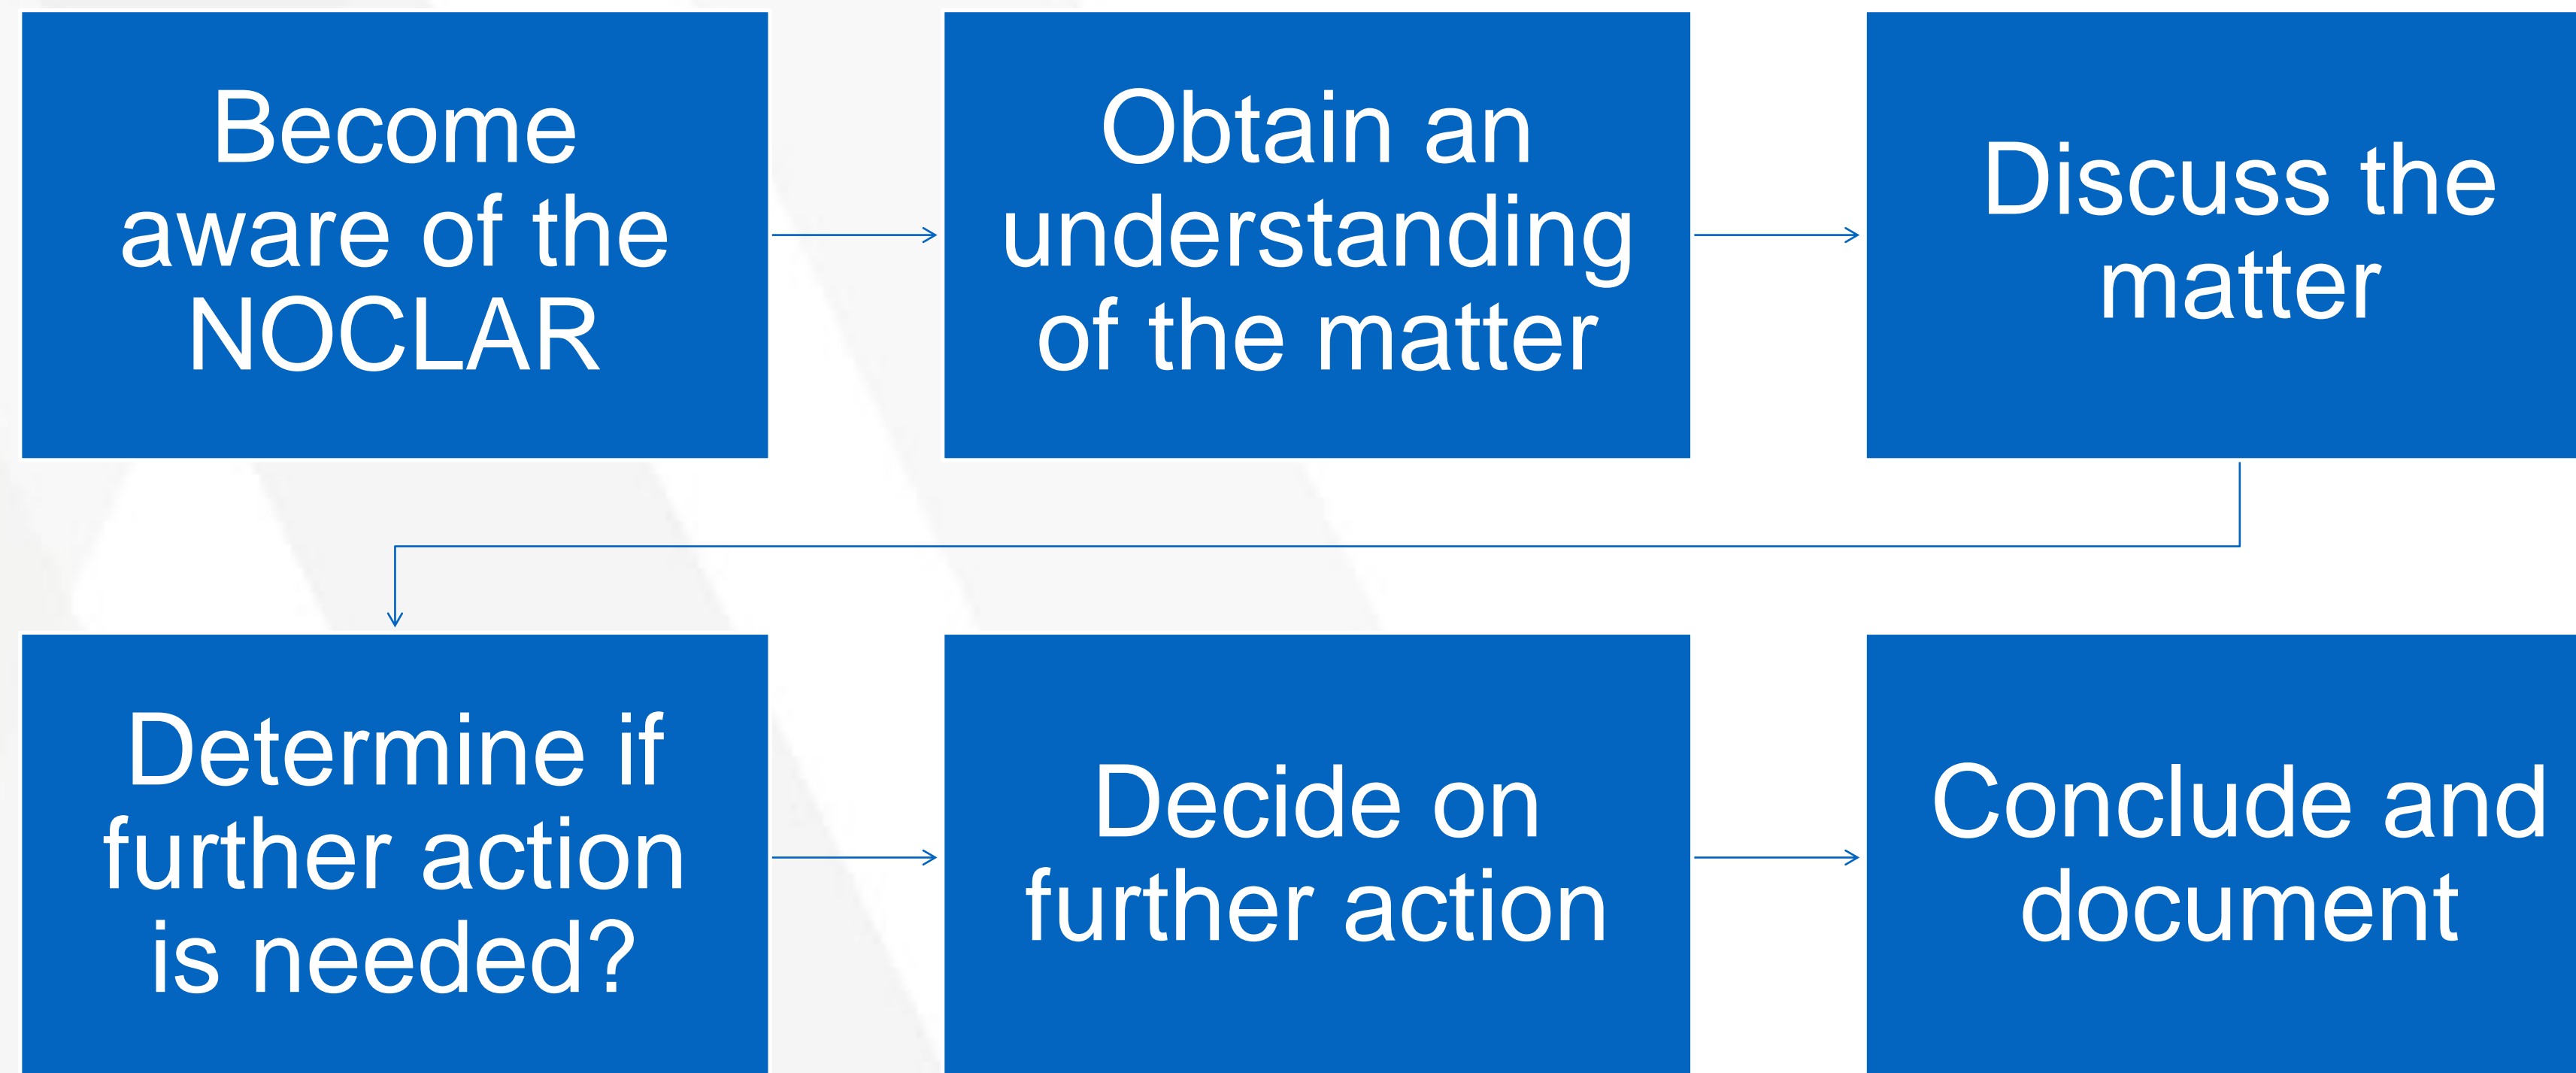 Become
aware of the
NOCLAR
Obtain an
understanding
of the matter
Discuss the
matter
Determine if
further action
is needed?
Decide on
further action
Conclude and
document